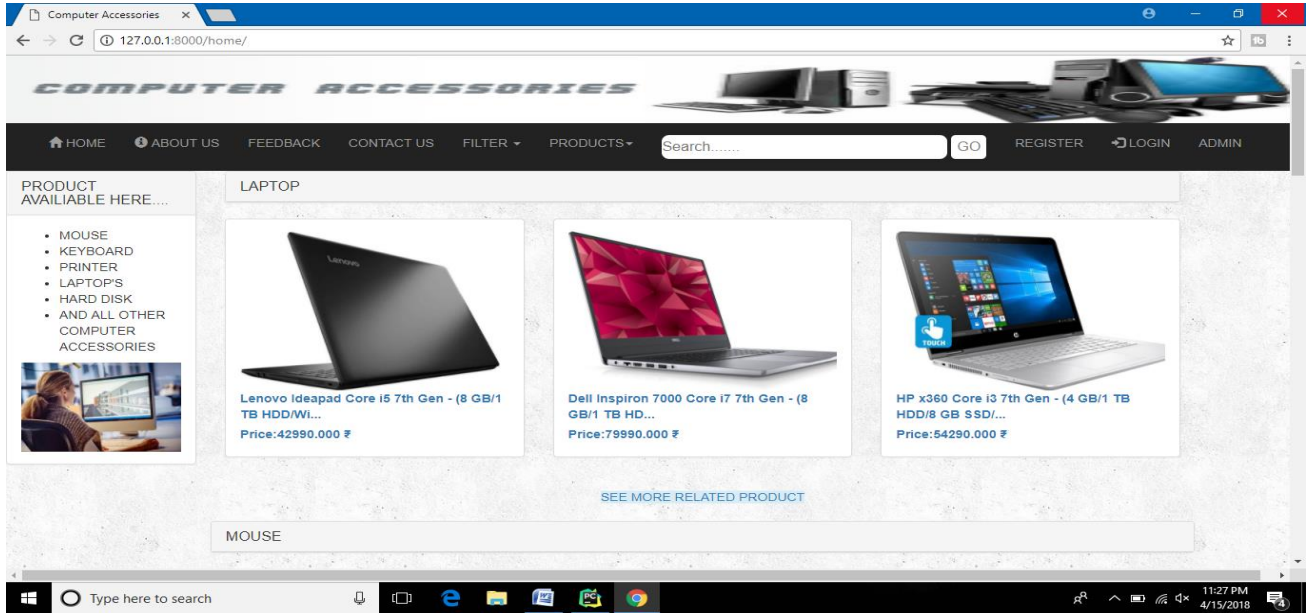 Computer Accessories
127.0.0.1:8000/home/
COMPUTER ACCESSORIES
HOME ABOUT US FEEDBACK CONTACT US FILTER PRODUCTS Search....... GO REGISTER LOGIN ADMIN
PRODUCT
AVAILIABLE HERE....
MOUSE
KEYBOARD
PRINTER
LAPTOP'S
HARD DISK
AND ALL OTHER
COMPUTER
ACCESSORIES
LAPTOP
Lenovo
Lenovo Ideapad Core i5 7th Gen - (8 GB/1
TB HDD/Wi...
Price:42990.000 ₹
Dell Inspiron 7000 Core i7 7th Gen - (8
GB/1 TB HD...
Price:79990.000 ₹
TOUCH
HP x360 Core i3 7th Gen - (4 GB/1 TB
HDD/8 GB SSD/...
Price:54290.000 ₹
SEE MORE RELATED PRODUCT
MOUSE
Type here to search
11:27 PM
4/15/2018
4